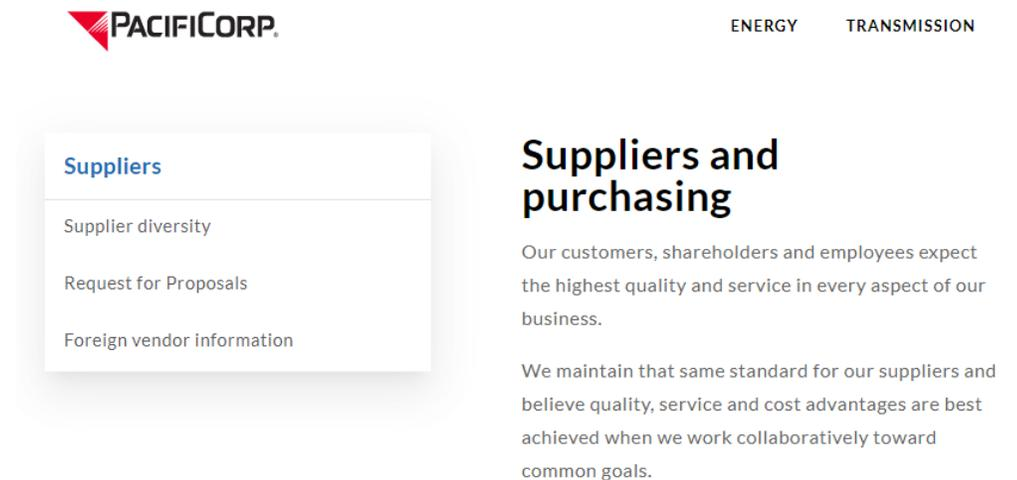 PACIFICORP.
ENERGY TRANSMISSION
Suppliers
Supplier diversity
Request for Proposals
Foreign vendor information
Suppliers and
purchasing
Our customers, shareholders and employees expect
the highest quality and service in every aspect of our
business.
We maintain that same standard for our suppliers and
believe quality, service and cost advantages are best
achieved when we work collaboratively toward
common goals.